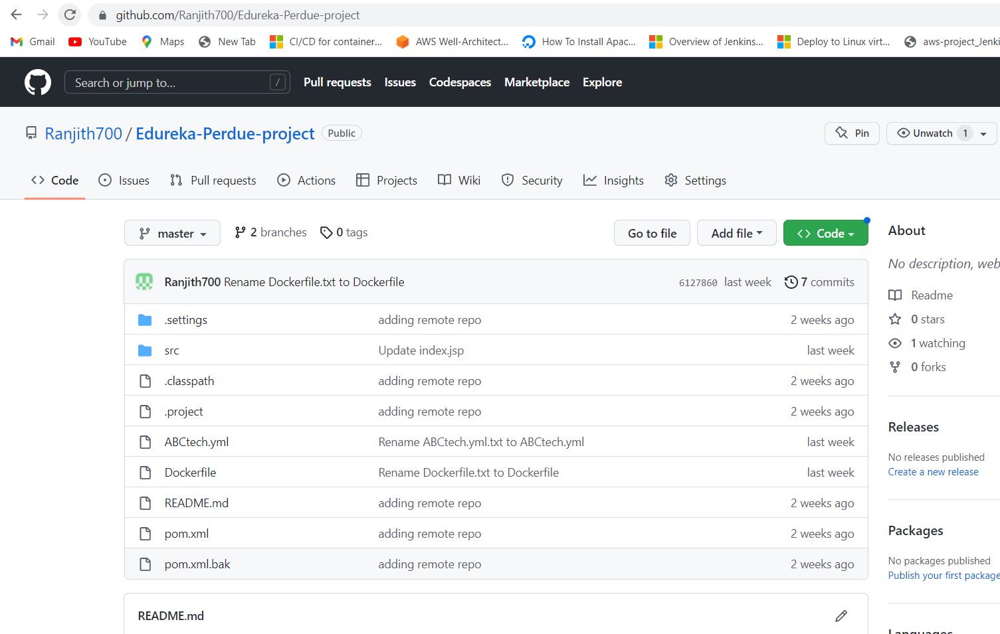 github.com/Ranjith700/Edureka-Perdue-project
Gmail YouTube Maps New Tab CI/CD for container... AWS Well-Architect... How To Install Apac... Overview of Jenkins... Deploy to Linux virt... aws-project_Jenki
Search or jump to... / Pull requests Issues Codespaces Marketplace Explore
Ranjith700 / Edureka-Perdue-project Public Pin Unwatch 1
Code Issues Pull requests Actions Projects Wiki Security Insights Settings
master 2 branches 0 tags Go to file Add file Code
Ranjith700 Rename Dockerfile.txt to Dockerfile 6127860 last week 7 commits
.settings adding remote repo 2 weeks ago
src Update index.jsp last week
.classpath adding remote repo 2 weeks ago
.project adding remote repo 2 weeks ago
ABCtech.yml Rename ABCtech.yml.txt to ABCtech.yml last week
Dockerfile Rename Dockerfile.txt to Dockerfile last week
README.md adding remote repo 2 weeks ago
pom.xml adding remote repo 2 weeks ago
pom.xml.bak adding remote repo 2 weeks ago
README.md
About
No description, web
Readme
0 stars
1 watching
0 forks
Releases
No releases published
Create a new release
Packages
No packages published
Publish your first package
Languages